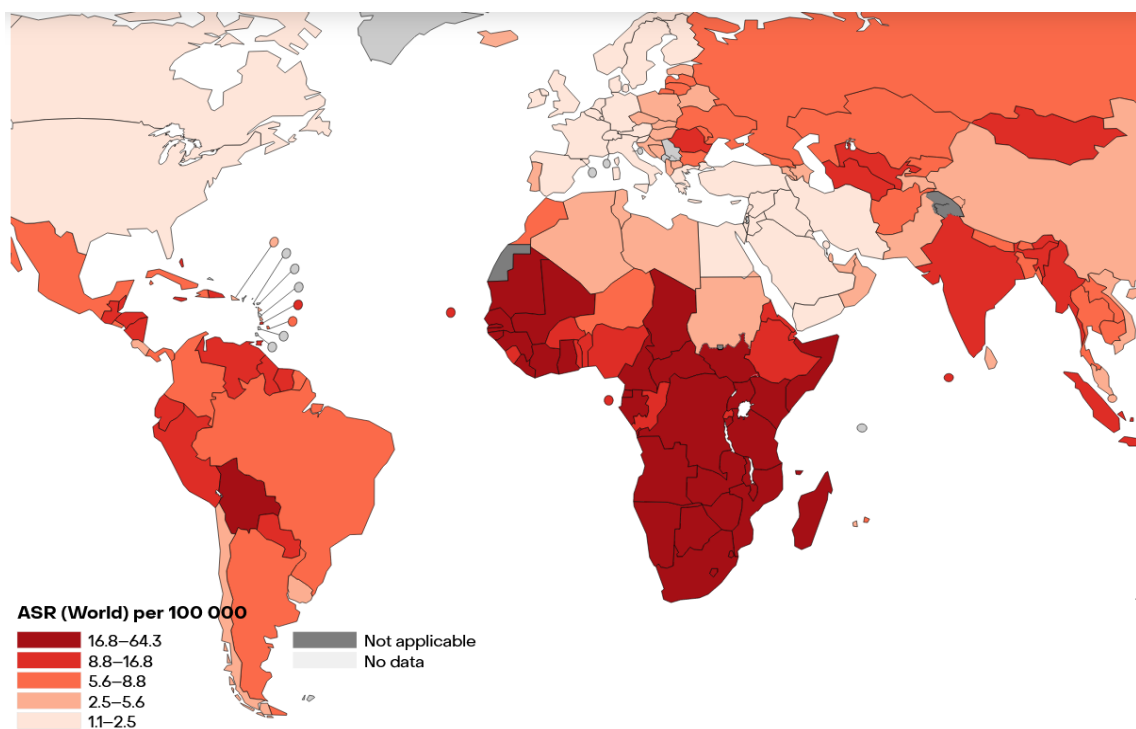 ASR (World) per 100 000
16.8–64.3
8.8–16.8
5.6–8.8
2.5–5.6
1.1–2.5
Not applicable
No data